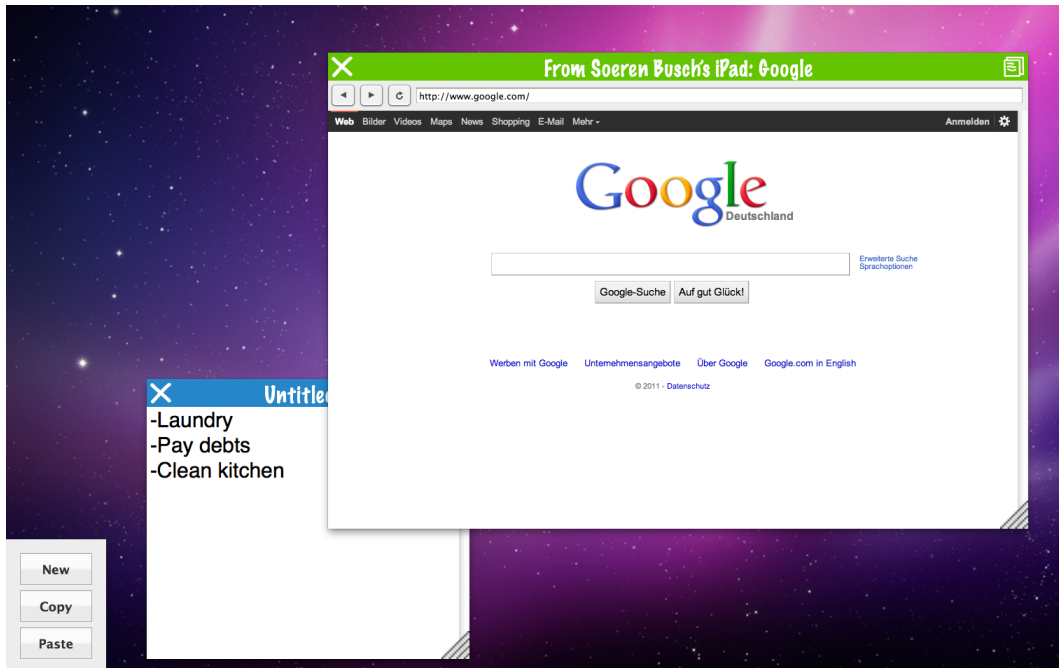 From Soeren Busch's iPad: Google
http://www.google.com/
Web Bilder Videos Maps News Shopping E-Mail Mehr
Anmelden
Google
Deutschland
Erweiterte Suche
Sprachoptionen
Google-Suche Auf gut Glück!
Werben mit Google Unternehmensangebote Über Google Google.com in English
© 2011 - Datenschutz
Untitle
-Laundry
-Pay debts
-Clean kitchen
New
Copy
Paste